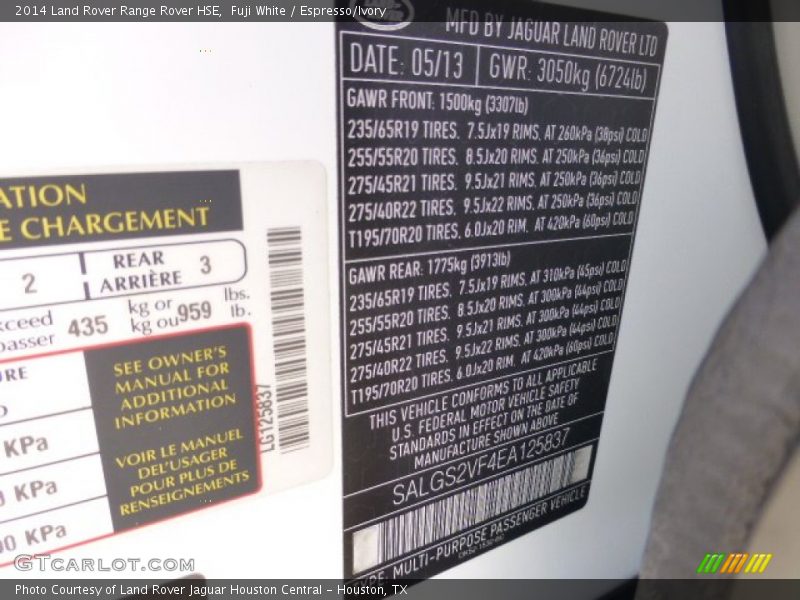 2014 Land Rover Range Rover HSE, Fuji White / Espresso/Ivory
MFD BY JAGUAR LAND ROVER LTD
DATE: 05/13 GWR: 3050kg (6724lb)
GAWR FRONT: 1500kg (3307lb)
235/65R19 TIRES. 7.5Jx19 RIMS, AT 260kPa (38psi) COLD
255/55R20 TIRES. 8.5Jx20 RIMS, AT 250kPa (36psi) COLD
275/45R21 TIRES. 9.5Jx21 RIMS, AT 250kPa (36psi) COLD
275/40R22 TIRES. 9.5Jx22 RIMS, AT 250kPa (36psi) COLD
T195/70R20 TIRES. 6.0Jx20 RIM, AT 420kPa (60psi) COLD
GAWR REAR: 1775kg (3913lb)
235/65R19 TIRES. 7.5Jx19 RIMS, AT 310kPa (45psi) COLD
255/55R20 TIRES. 8.5Jx20 RIMS, AT 300kPa (44psi) COLD
275/45R21 TIRES. 9.5Jx21 RIMS, AT 300kPa (44psi) COLD
275/40R22 TIRES. 9.5Jx22 RIMS, AT 300kPa (44psi) COLD
T195/70R20 TIRES. 6.0Jx20 RIM, AT 420kPa (60psi) COLD
THIS VEHICLE CONFORMS TO ALL APPLICABLE
U.S. FEDERAL MOTOR VEHICLE SAFETY
STANDARDS IN EFFECT ON THE DATE OF
MANUFACTURE SHOWN ABOVE
SALGS2VF4EA125837
TYPE: MULTI-PURPOSE PASSENGER VEHICLE
ATION
E CHARGEMENT
2 REAR ARRIÈRE 3
xceed 435 kg or 959 lbs.
passer kg ou lb.
URE
KPa
KPa
00 KPa
SEE OWNER'S
MANUAL FOR
ADDITIONAL
INFORMATION
VOIR LE MANUEL
DEL'USAGER
POUR PLUS DE
RENSEIGNEMENTS
LG125837
GTCARLOT.COM
Photo Courtesy of Land Rover Jaguar Houston Central - Houston, TX